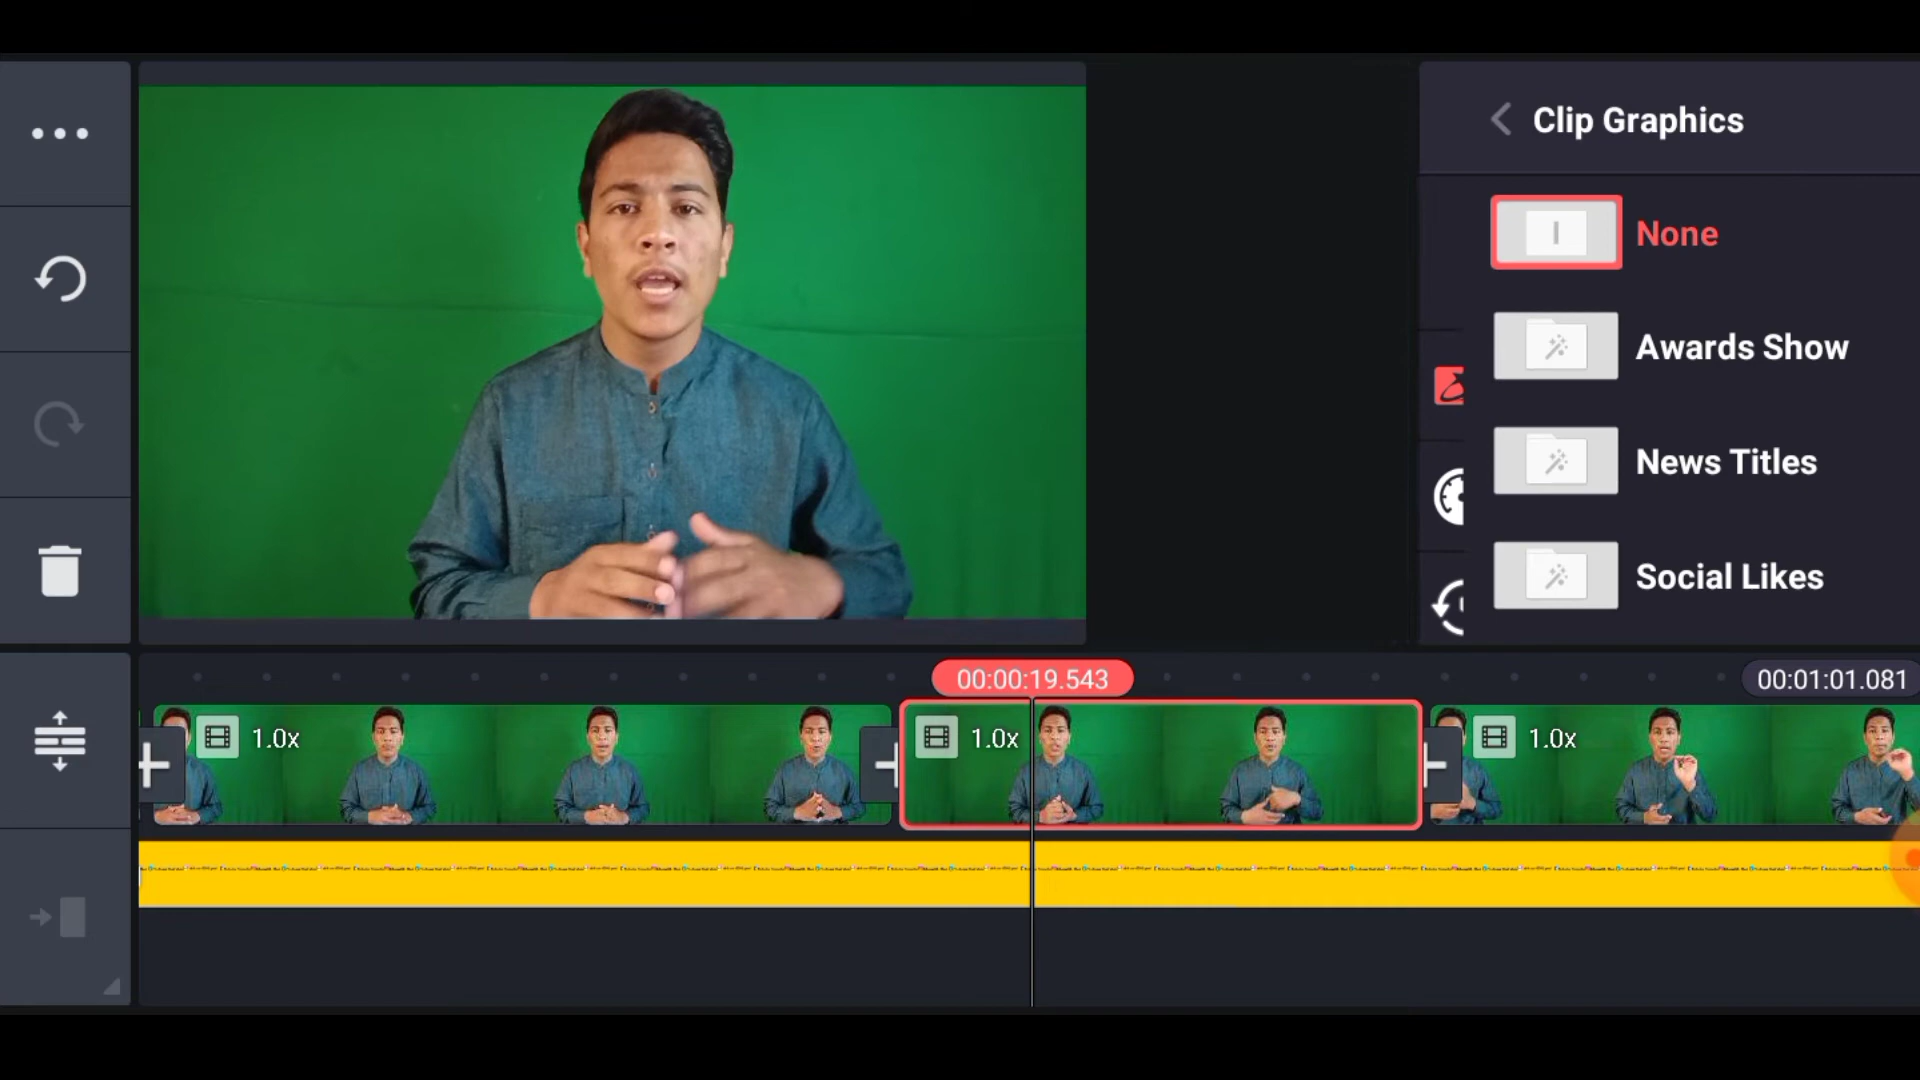 Clip Graphics
None
Awards Show
News Titles
Social Likes
00:00:19.543
00:01:01.081
1.0x
1.0x
1.0x